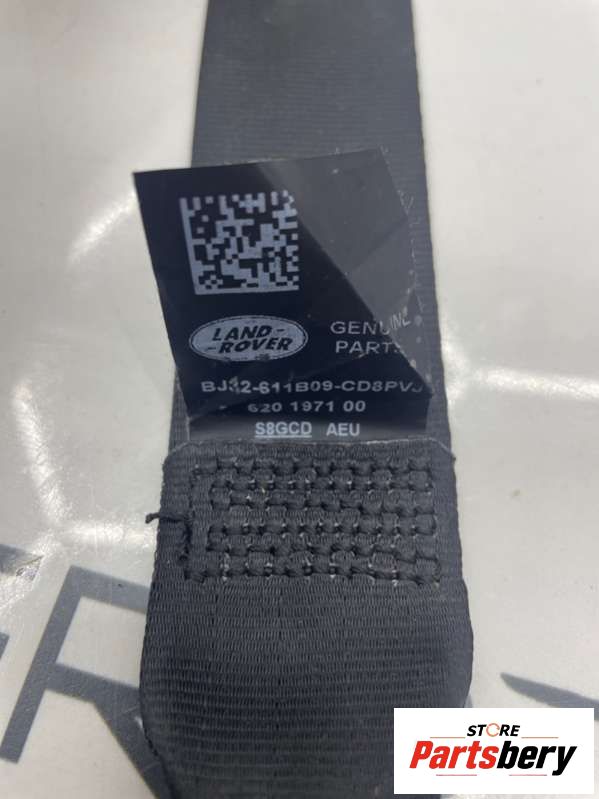 LAND-
-ROVER
GENUINE
PARTS
BJ32-611B09-CD8PVJ
620 1971 00
S8GCD AEU
STORE
Partsbery